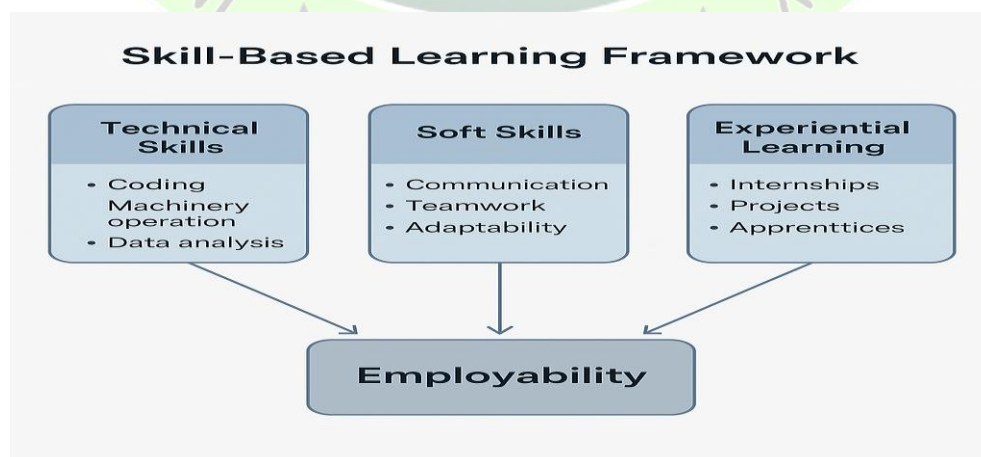 Skill-Based Learning Framework
Technical
Skills
• Coding
Machinery
operation
• Data analysis
Soft Skills
• Communication
• Teamwork
• Adaptability
Experiential
Learning
• Internships
• Projects
• Apprenttices
Employability